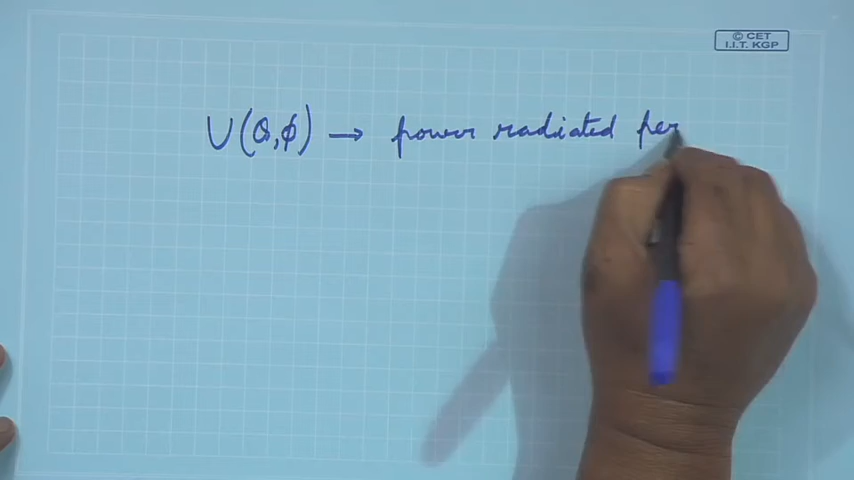 © CET
I.I.T. KGP
U(θ,φ) → power radiated per